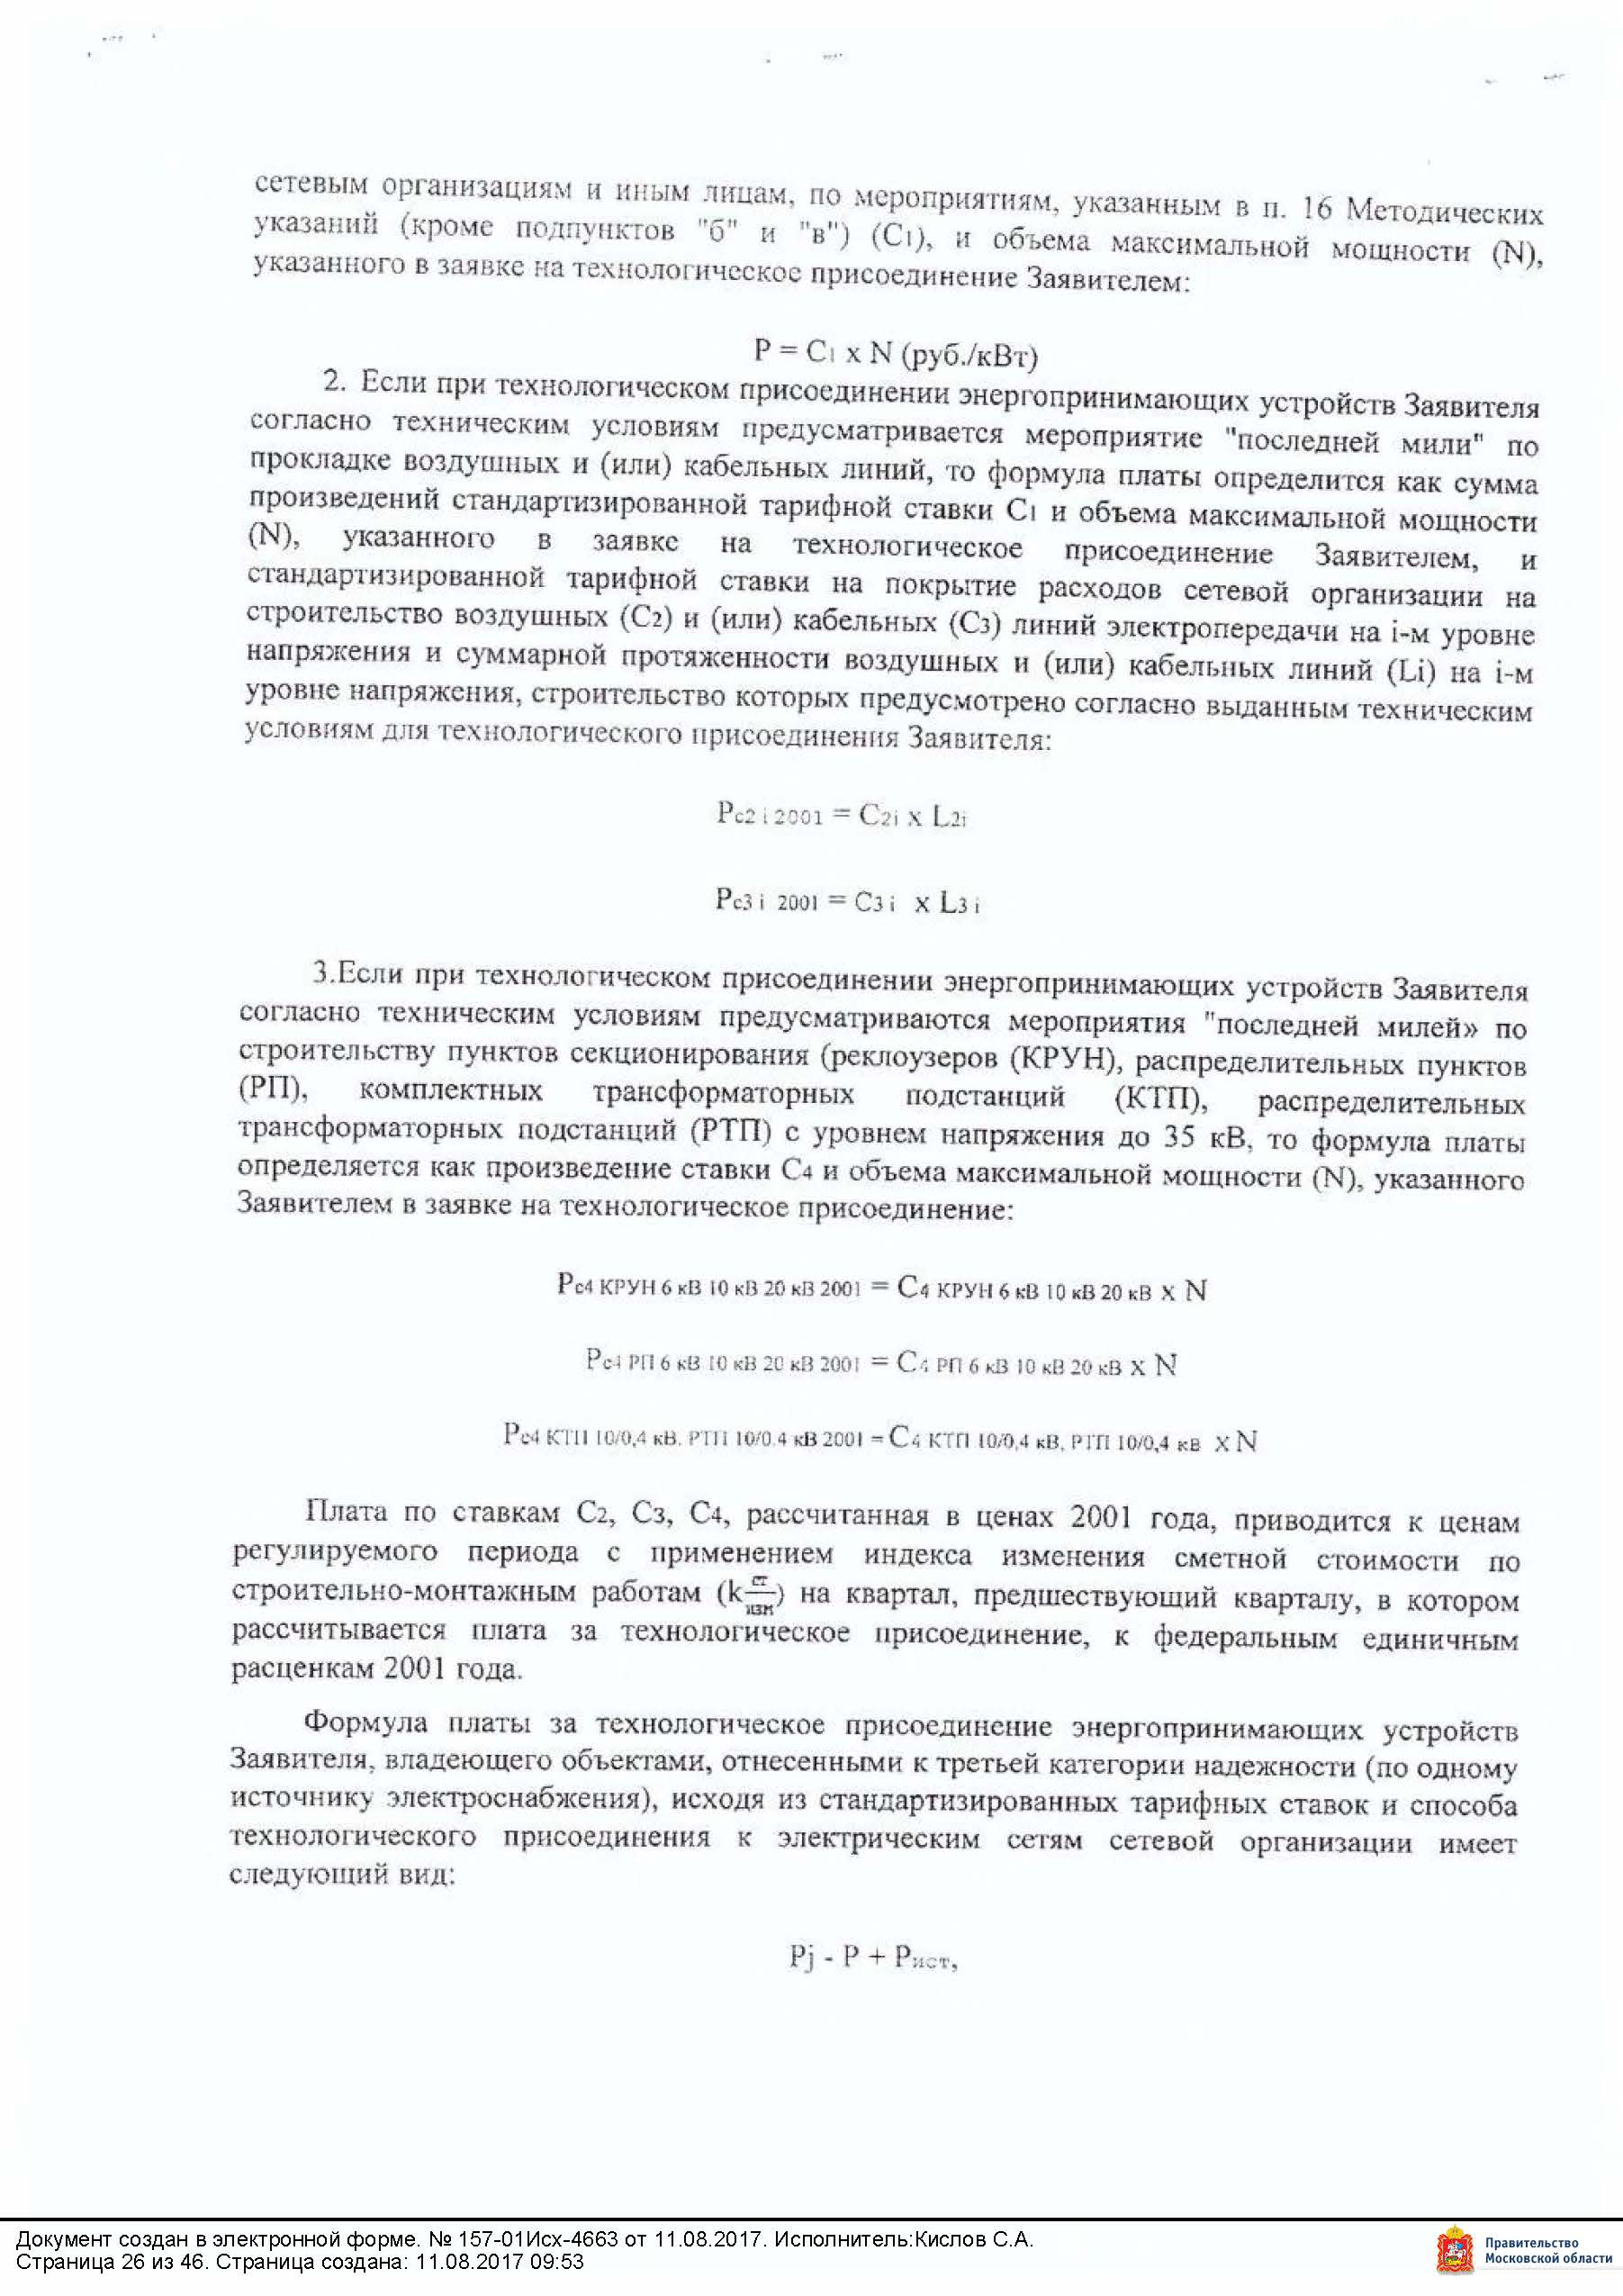 сетевым организациям и иным лицам, по мероприятиям, указанным в п. 16 Методических
указаний (кроме подпунктов "б" и "в") (С1), и объема максимальной мощности (N),
указанного в заявке на технологическое присоединение Заявителем:
P = C1 x N (руб./кВт)
2. Если при технологическом присоединении энергопринимающих устройств Заявителя
согласно техническим условиям предусматривается мероприятие "последней мили" по
прокладке воздушных и (или) кабельных линий, то формула платы определится как сумма
произведений стандартизированной тарифной ставки С1 и объема максимальной мощности
(N), указанного в заявке на технологическое присоединение Заявителем, и
стандартизированной тарифной ставки на покрытие расходов сетевой организации на
строительство воздушных (С2) и (или) кабельных (С3) линий электропередачи на i-м уровне
напряжения и суммарной протяженности воздушных и (или) кабельных линий (Li) на i-м
уровне напряжения, строительство которых предусмотрено согласно выданным техническим
условиям для технологического присоединения Заявителя:
Pc2 i 2001 = C2i x L2i
Pc3 i 2001 = C3 i x L3 i
3.Если при технологическом присоединении энергопринимающих устройств Заявителя
согласно техническим условиям предусматриваются мероприятия "последней милей» по
строительству пунктов секционирования (реклоузеров (КРУН), распределительных пунктов
(РП), комплектных трансформаторных подстанций (КТП), распределительных
трансформаторных подстанций (РТП) с уровнем напряжения до 35 кВ, то формула платы
определяется как произведение ставки С4 и объема максимальной мощности (N), указанного
Заявителем в заявке на технологическое присоединение:
Pc4 КРУН 6 кВ 10 кВ 20 кВ 2001 = C4 КРУН 6 кВ 10 кВ 20 кВ x N
Pc4 РП 6 кВ 10 кВ 20 кВ 2001 = C4 РП 6 кВ 10 кВ 20 кВ x N
Pc4 КТП 10/0,4 кВ. РТП 10/0.4 кВ 2001 = C4 КТП 10/0,4 кВ, РТП 10/0,4 кв x N
Плата по ставкам С2, С3, С4, рассчитанная в ценах 2001 года, приводится к ценам
регулируемого периода с применением индекса изменения сметной стоимости по
строительно-монтажным работам (k ст изм) на квартал, предшествующий кварталу, в котором
рассчитывается плата за технологическое присоединение, к федеральным единичным
расценкам 2001 года.
Формула платы за технологическое присоединение энергопринимающих устройств
Заявителя, владеющего объектами, отнесенными к третьей категории надежности (по одному
источнику электроснабжения), исходя из стандартизированных тарифных ставок и способа
технологического присоединения к электрическим сетям сетевой организации имеет
следующий вид:
Pj - P + Pист,
Документ создан в электронной форме. № 157-01Исх-4663 от 11.08.2017. Исполнитель:Кислов С.А.
Страница 26 из 46. Страница создана: 11.08.2017 09:53
Правительство
Московской области